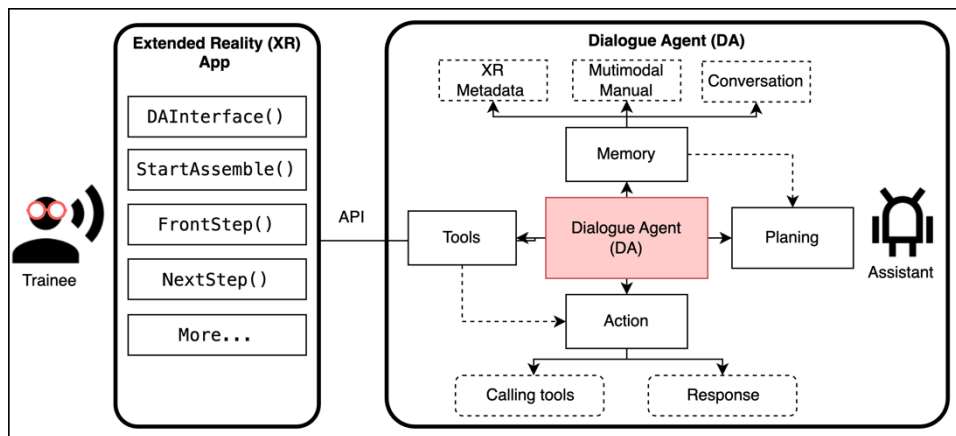 Extended Reality (XR)
App
DAInterface()
StartAssemble()
FrontStep()
NextStep()
More...
Trainee
API
Dialogue Agent (DA)
XR
Metadata
Mutimodal
Manual
Conversation
Memory
Tools
Dialogue Agent
(DA)
Planing
Action
Calling tools
Response
Assistant